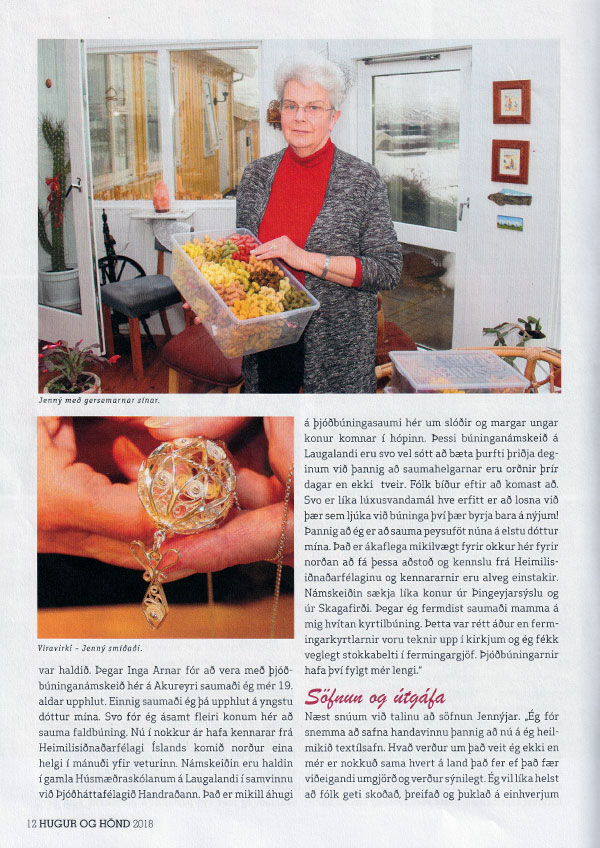 Jenný með gersemarnar sínar.
Víravirki – Jenný smíðaði.
var haldið. Þegar Inga Arnar fór að vera með þjóð-
búninganámskeið hér á Akureyri saumaði ég mér 19.
aldar upphlut. Einnig saumaði ég þá upphlut á yngstu
dóttur mína. Svo fór ég ásamt fleiri konum hér að
sauma faldbúning. Nú í nokkur ár hafa kennarar frá
Heimilisiðnaðarfélagi Íslands komið norður eina
helgi í mánuði yfir veturinn. Námskeiðin eru haldin
í gamla Húsmæðraskólanum á Laugalandi í samvinnu
við Þjóðháttafélagið Handraðann. Það er mikill áhugi
á þjóðbúningasaumi hér um slóðir og margar ungar
konur komnar í hópinn. Þessi búninganámskeið á
Laugalandi eru svo vel sótt að bæta þurfti þriðja deg-
inum við þannig að saumahelgarnar eru orðnir þrír
dagar en ekki tveir. Fólk bíður eftir að komast að.
Svo er líka lúxusvandamál hve erfitt er að losna við
þær sem ljúka við búninga því þær byrja bara á nýjum!
Þannig að ég er að sauma peysuföt núna á elstu dóttur
mína. Það er ákaflega mikilvægt fyrir okkur hér fyrir
norðan að fá þessa aðstoð og kennslu frá Heimilis-
iðnaðarfélaginu og kennararnir eru alveg einstakir.
Námskeiðin sækja líka konur úr Þingeyjarsýslu og
úr Skagafirði. Þegar ég fermdist saumaði mamma á
mig hvítan kyrtilbúning. Þetta var rétt áður en ferm-
ingarkyrtlarnir voru teknir upp í kirkjum og ég fékk
veglegt stokkabelti í fermingargjöf. Þjóðbúningarnir
hafa því fylgt mér lengi.“
Söfnun og útgáfa
Næst snúum við talinu að söfnun Jennýjar. „Ég fór
snemma að safna handavinnu þannig að nú á ég heil-
mikið textílsafn. Hvað verður um það veit ég ekki en
mér er nokkuð sama hvert á land það fer ef það fær
viðeigandi umgjörð og verður sýnilegt. Ég vil líka helst
að fólk geti skoðað, þreifað og þuklað á einhverjum
12 HUGUR OG HÖND 2018